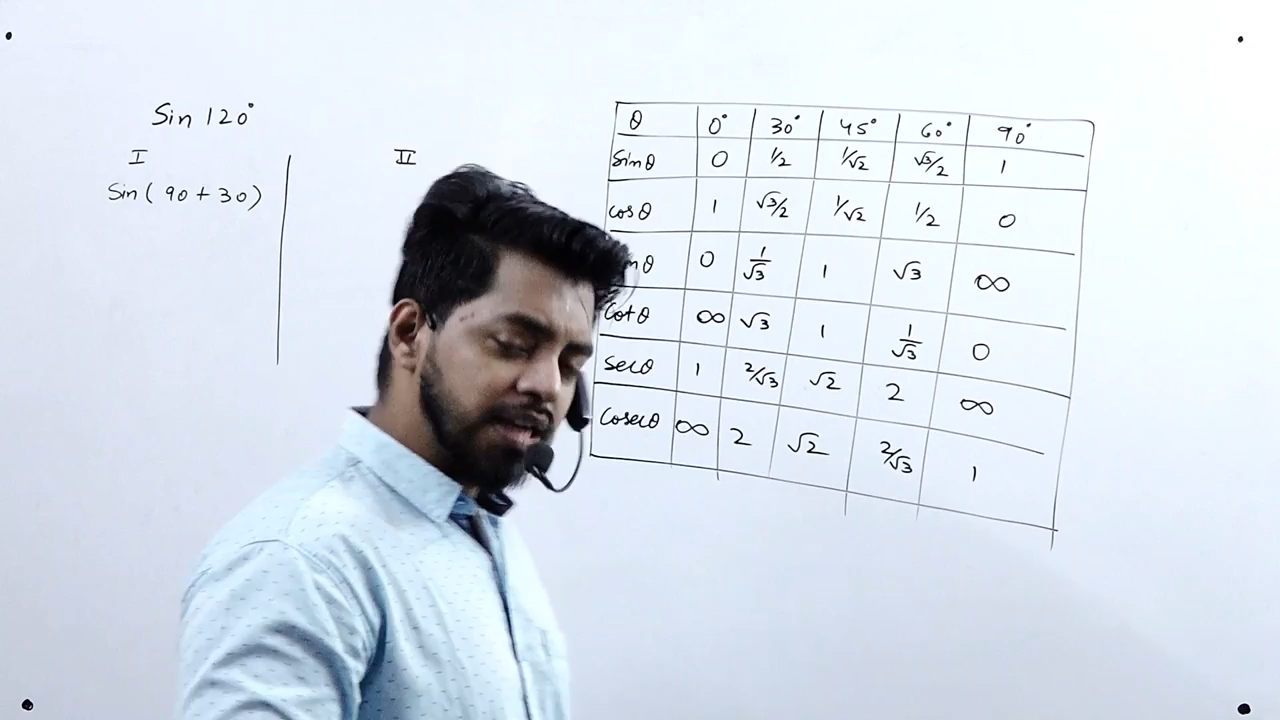 Sin 120°
I II
Sin ( 90 + 30 )
θ 0° 30° 45° 60° 90°
Sinθ 0 1/2 1/√2 √3/2 1
cosθ 1 √3/2 1/√2 1/2 0
nθ 0 1/√3 1 √3 ∞
Cotθ ∞ √3 1 1/√3 0
Secθ 1 2/√3 √2 2 ∞
Cosecθ ∞ 2 √2 2/√3 1